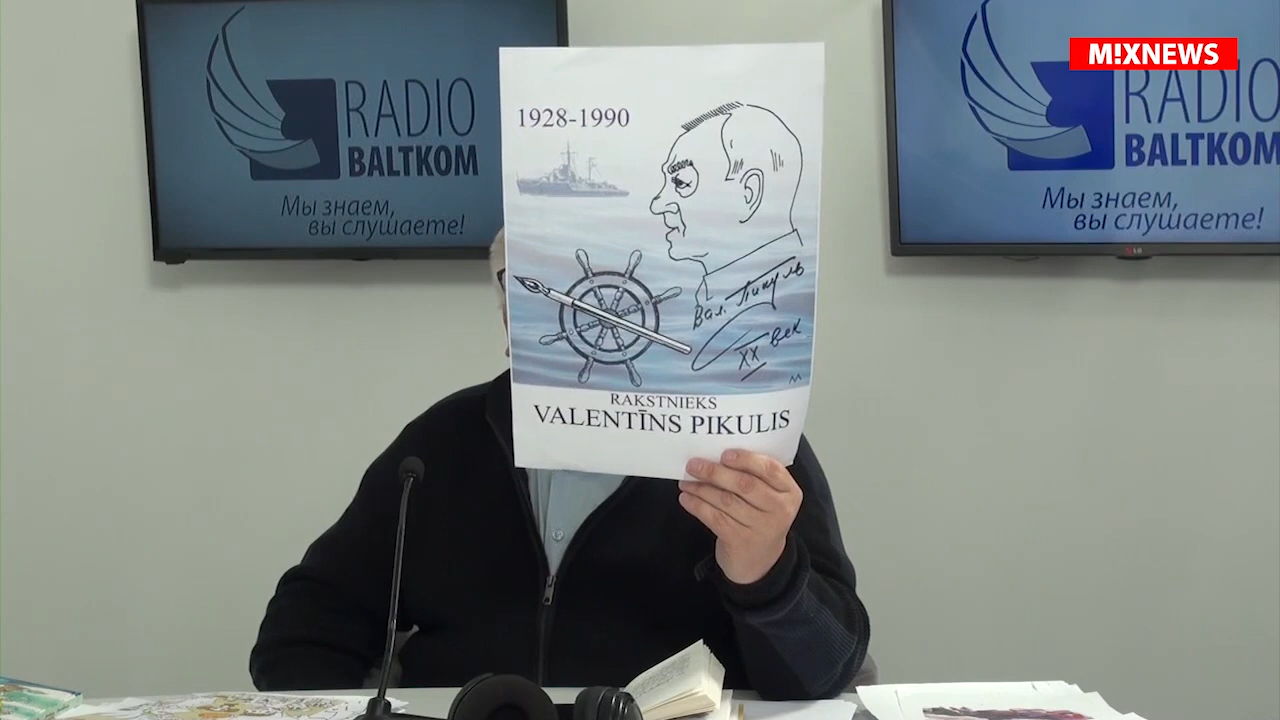 M!XNEWS
RADIO
BALTKOM
Мы знаем,
вы слушаете!
RADIO
BALTKOM
Мы знаем,
вы слушаете!
1928-1990
Вал. Пикуль
XX век
M
RAKSTNIEKS
VALENTĪNS PIKULIS
LG